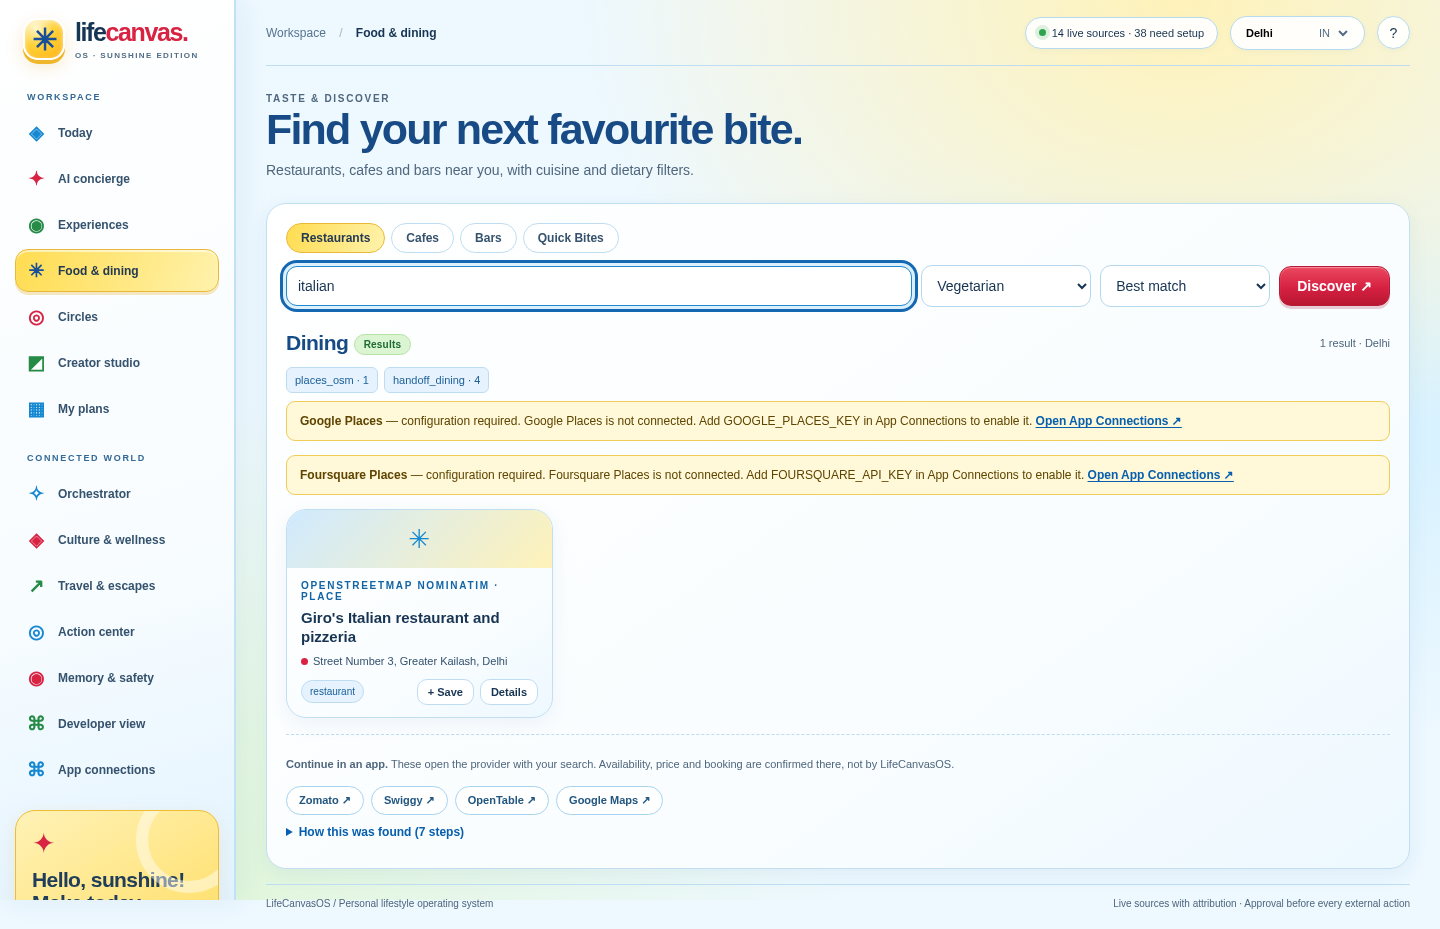 lifecanvas.
OS · SUNSHINE EDITION
WORKSPACE
Today
AI concierge
Experiences
Food & dining
Circles
Creator studio
My plans
CONNECTED WORLD
Orchestrator
Culture & wellness
Travel & escapes
Action center
Memory & safety
Developer view
App connections
Hello, sunshine!
Workspace / Food & dining
14 live sources · 38 need setup
Delhi IN
?
TASTE & DISCOVER
Find your next favourite bite.
Restaurants, cafes and bars near you, with cuisine and dietary filters.
Restaurants Cafes Bars Quick Bites
italian Vegetarian Best match Discover ↗
Dining Results 1 result · Delhi
places_osm · 1 handoff_dining · 4
Google Places — configuration required. Google Places is not connected. Add GOOGLE_PLACES_KEY in App Connections to enable it. Open App Connections ↗
Foursquare Places — configuration required. Foursquare Places is not connected. Add FOURSQUARE_API_KEY in App Connections to enable it. Open App Connections ↗
OPENSTREETMAP NOMINATIM ·
PLACE
Giro's Italian restaurant and
pizzeria
Street Number 3, Greater Kailash, Delhi
restaurant + Save Details
Continue in an app. These open the provider with your search. Availability, price and booking are confirmed there, not by LifeCanvasOS.
Zomato ↗ Swiggy ↗ OpenTable ↗ Google Maps ↗
How this was found (7 steps)
LifeCanvasOS / Personal lifestyle operating system
Live sources with attribution · Approval before every external action